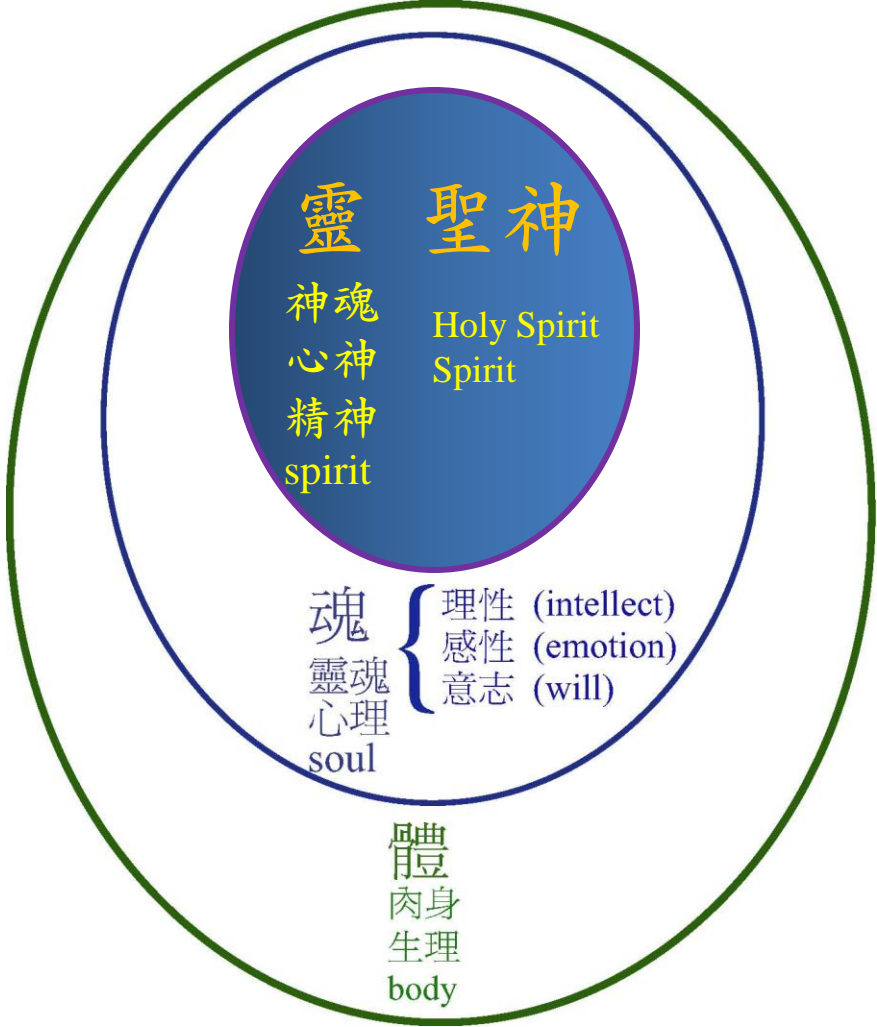 靈 聖神
神魂
心神
精神
spirit
Holy Spirit
Spirit
魂
靈魂
心理
soul
{ 理性 (intellect)
感性 (emotion)
意志 (will)
體
肉身
生理
body